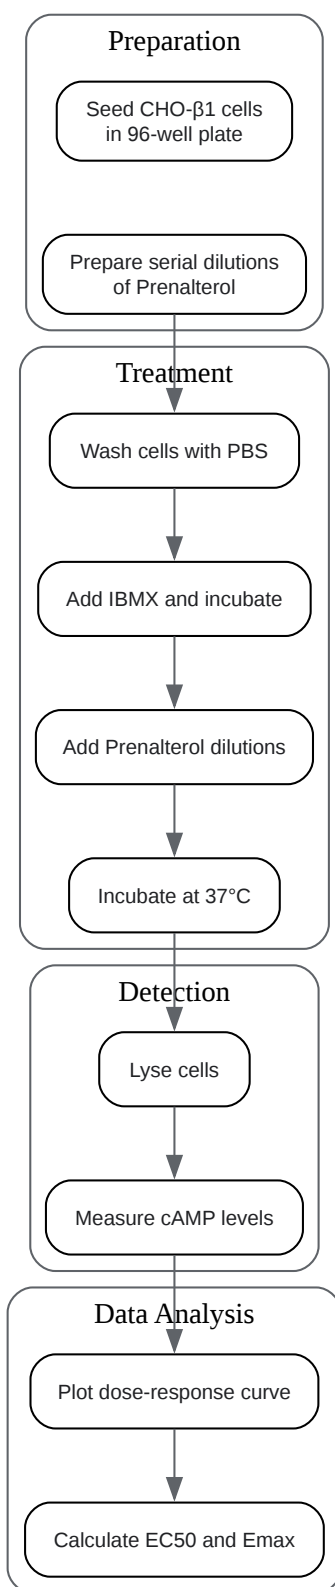 Preparation
Seed CHO-β1 cells
in 96-well plate
Prepare serial dilutions
of Prenalterol
Treatment
Wash cells with PBS
Add IBMX and incubate
Add Prenalterol dilutions
Incubate at 37°C
Detection
Lyse cells
Measure cAMP levels
Data Analysis
Plot dose-response curve
Calculate EC50 and Emax